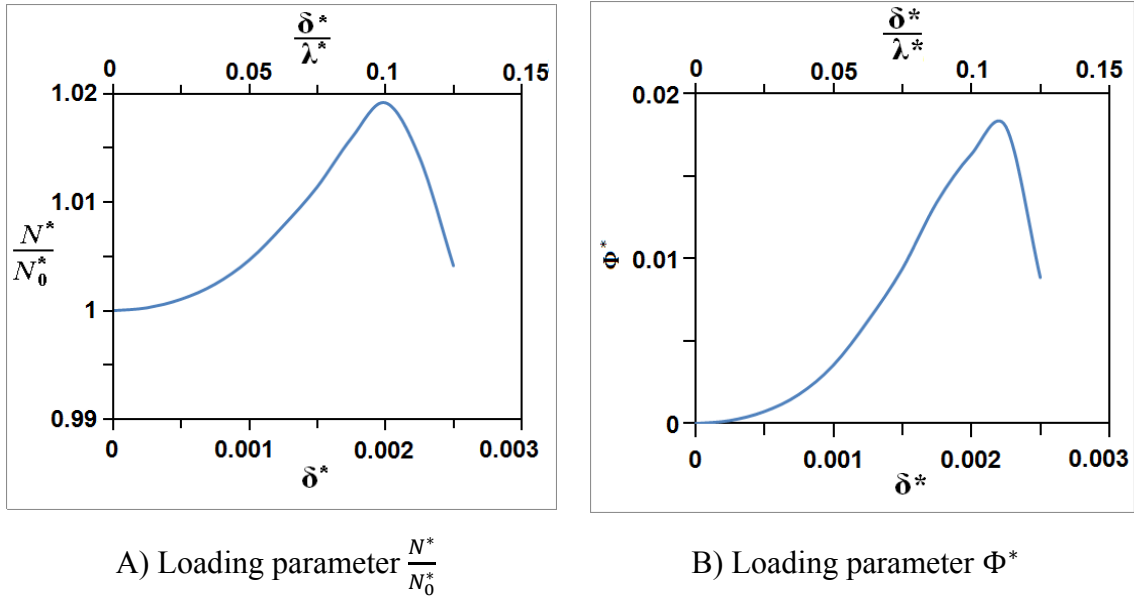 δ*
λ*
0 0.05 0.1 0.15
1.02
1.01
N*
N₀*
1
0.99
0 0.001 0.002 0.003
δ*
A) Loading parameter N*/N₀*
δ*
λ*
0 0.05 0.1 0.15
0.02
Φ*
0.01
0
0 0.001 0.002 0.003
δ*
B) Loading parameter Φ*